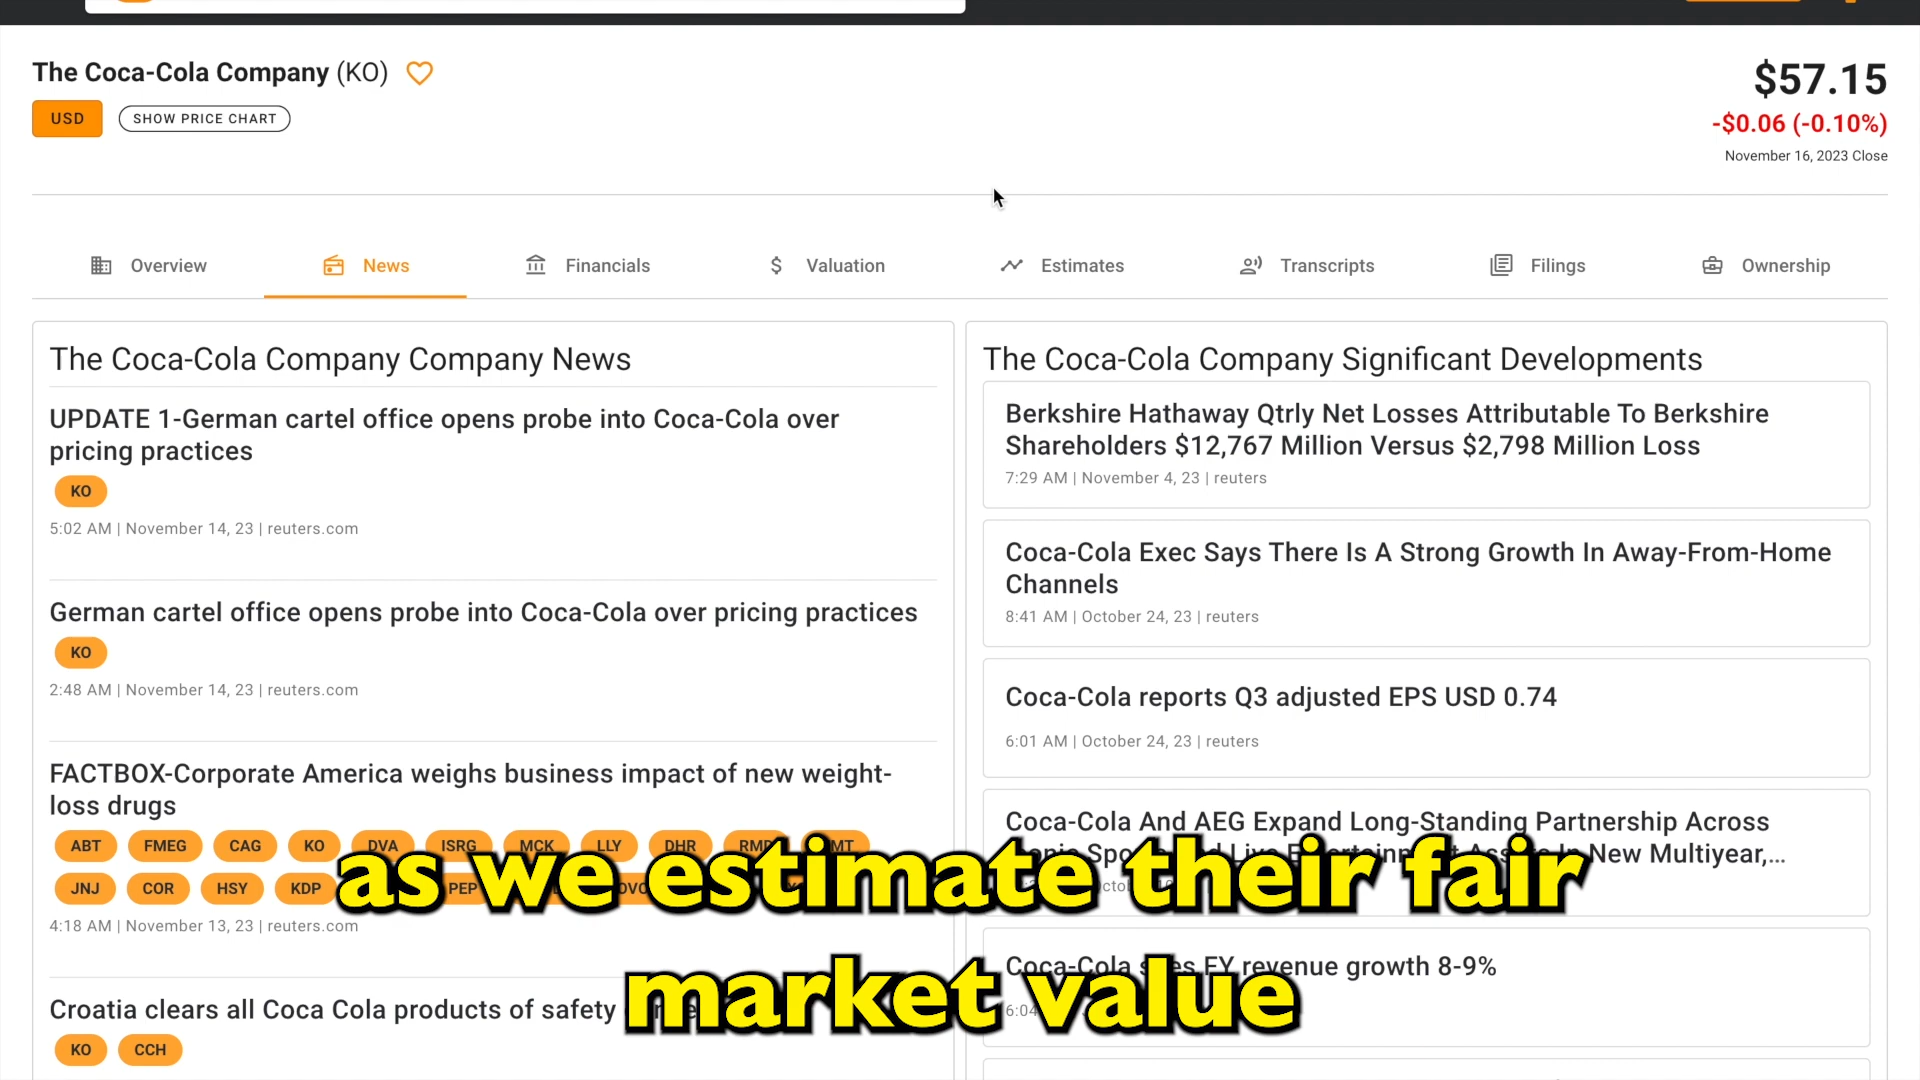 The Coca-Cola Company (KO)
$57.15
USD
SHOW PRICE CHART
-$0.06 (-0.10%)
November 16, 2023 Close
Overview
News
Financials
Valuation
Estimates
Transcripts
Filings
Ownership
The Coca-Cola Company Company News
UPDATE 1-German cartel office opens probe into Coca-Cola over
pricing practices
KO
5:02 AM | November 14, 23 | reuters.com
German cartel office opens probe into Coca-Cola over pricing practices
KO
2:48 AM | November 14, 23 | reuters.com
FACTBOX-Corporate America weighs business impact of new weight-
loss drugs
ABT FMEG CAG KO DVA ISRG MCK LLY DHR
JNJ COR HSY KDP PEP
4:18 AM | November 13, 23 | reuters.com
Croatia clears all Coca Cola products of safety
KO CCH
The Coca-Cola Company Significant Developments
Berkshire Hathaway Qtrly Net Losses Attributable To Berkshire
Shareholders $12,767 Million Versus $2,798 Million Loss
7:29 AM | November 4, 23 | reuters
Coca-Cola Exec Says There Is A Strong Growth In Away-From-Home
Channels
8:41 AM | October 24, 23 | reuters
Coca-Cola reports Q3 adjusted EPS USD 0.74
6:01 AM | October 24, 23 | reuters
Coca-Cola And AEG Expand Long-Standing Partnership Across
New Multiyear,...
Coca-Cola FY revenue growth 8-9%
as we estimate their fair
market value